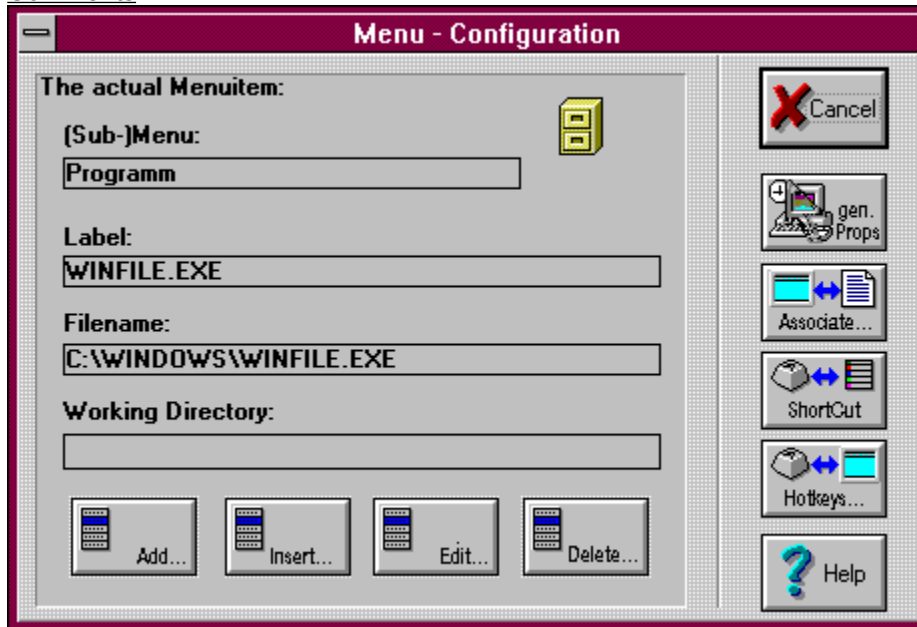 Menu - Configuration
The actual Menuitem:
(Sub-)Menu:
Programm
Label:
WINFILE.EXE
Filename:
C:\WINDOWS\WINFILE.EXE
Working Directory:
Add...
Insert...
Edit...
Delete...
Cancel
gen.
Props
Associate...
ShortCut
Hotkeys...
Help